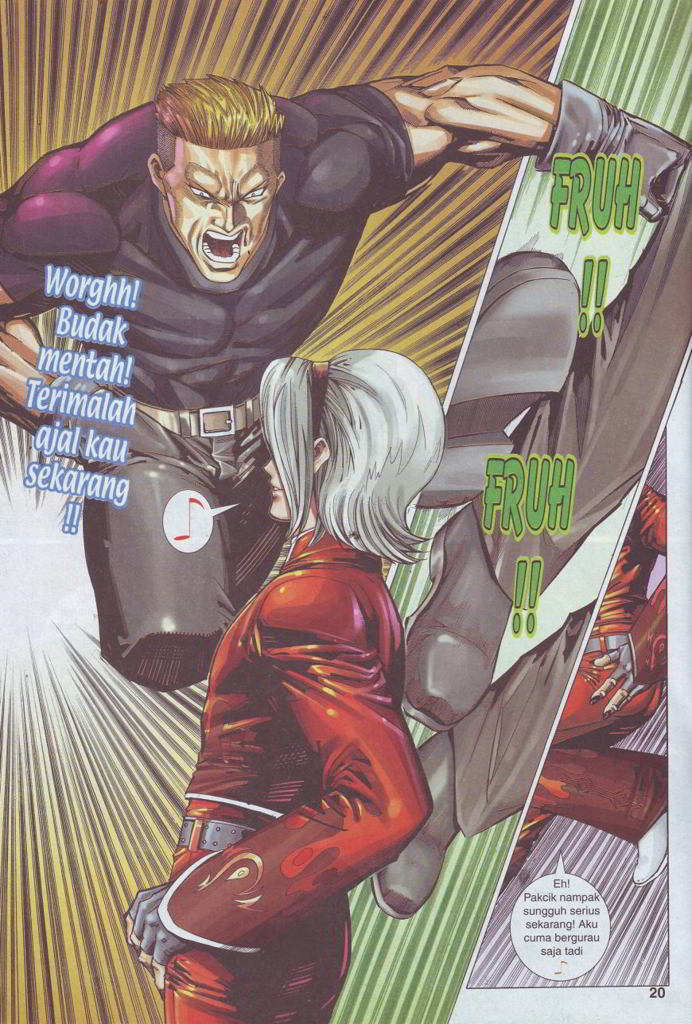 Worghh!
Budak
mentah!
Terimalah
ajal kau
sekarang
!!
FRUH
!!
FRUH
!!
Eh!
Pakcik nampak
sungguh serius
sekarang! Aku
cuma bergurau
saja tadi
20